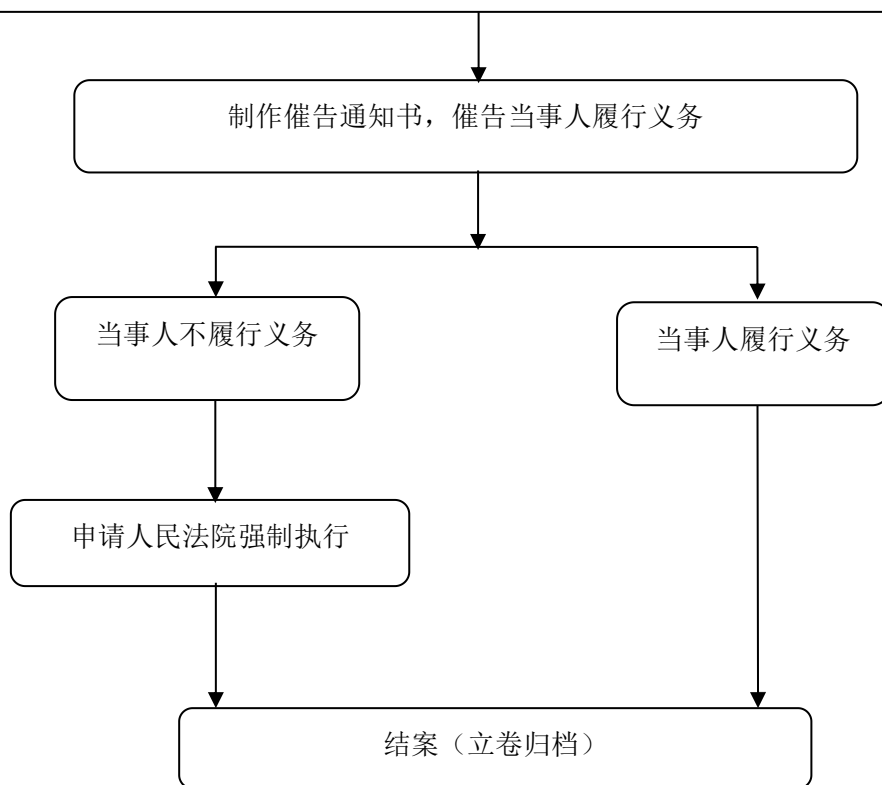 制作催告通知书，催告当事人履行义务
当事人不履行义务
当事人履行义务
申请人民法院强制执行
结案（立卷归档）